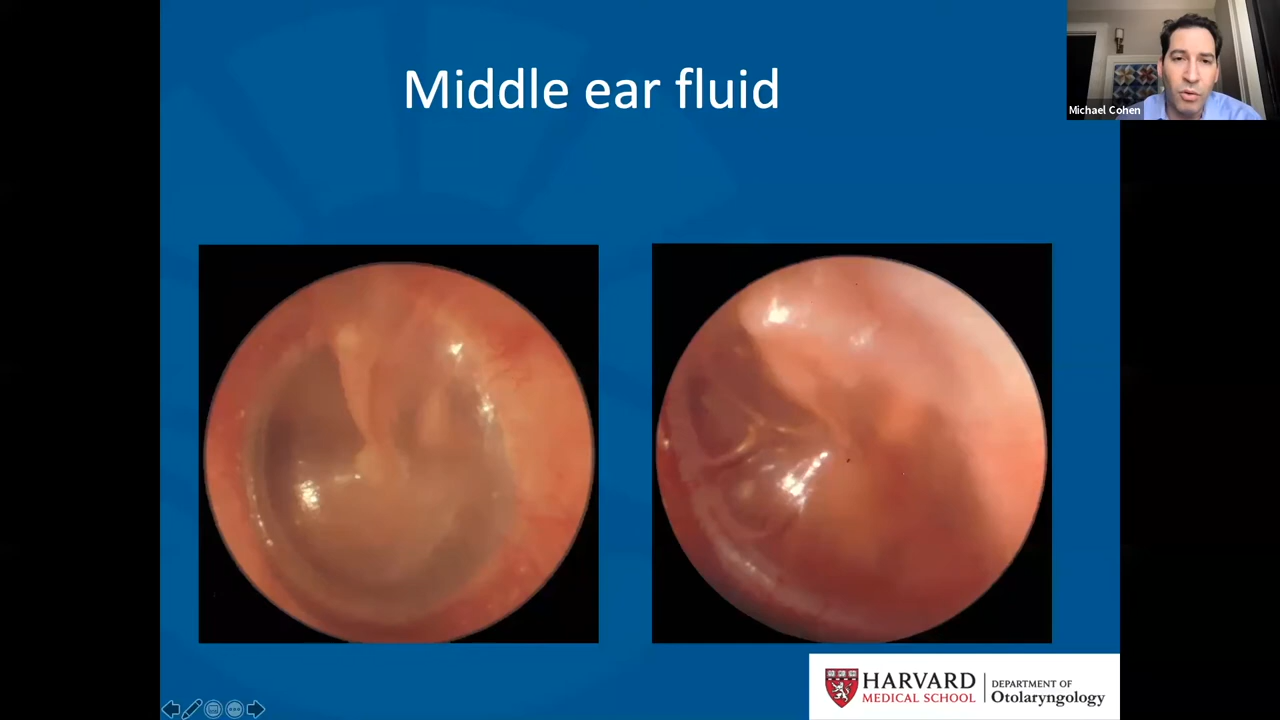 Middle ear fluid
Michael Cohen
HARVARD
MEDICAL SCHOOL
DEPARTMENT OF
Otolaryngology